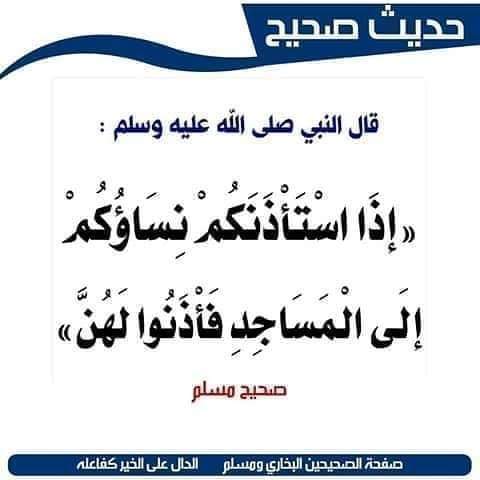 حديث صحيح
قال النبي صلى الله عليه وسلم :
«إِذَا اسْتَأْذَنَكُمْ نِسَاؤُكُمْ
إِلَى الْمَسَاجِدِ فَأْذَنُوا لَهُنَّ»
صحيح مسلم
صفحة الصحيحين البخاري ومسلم الدال على الخير كفاعله